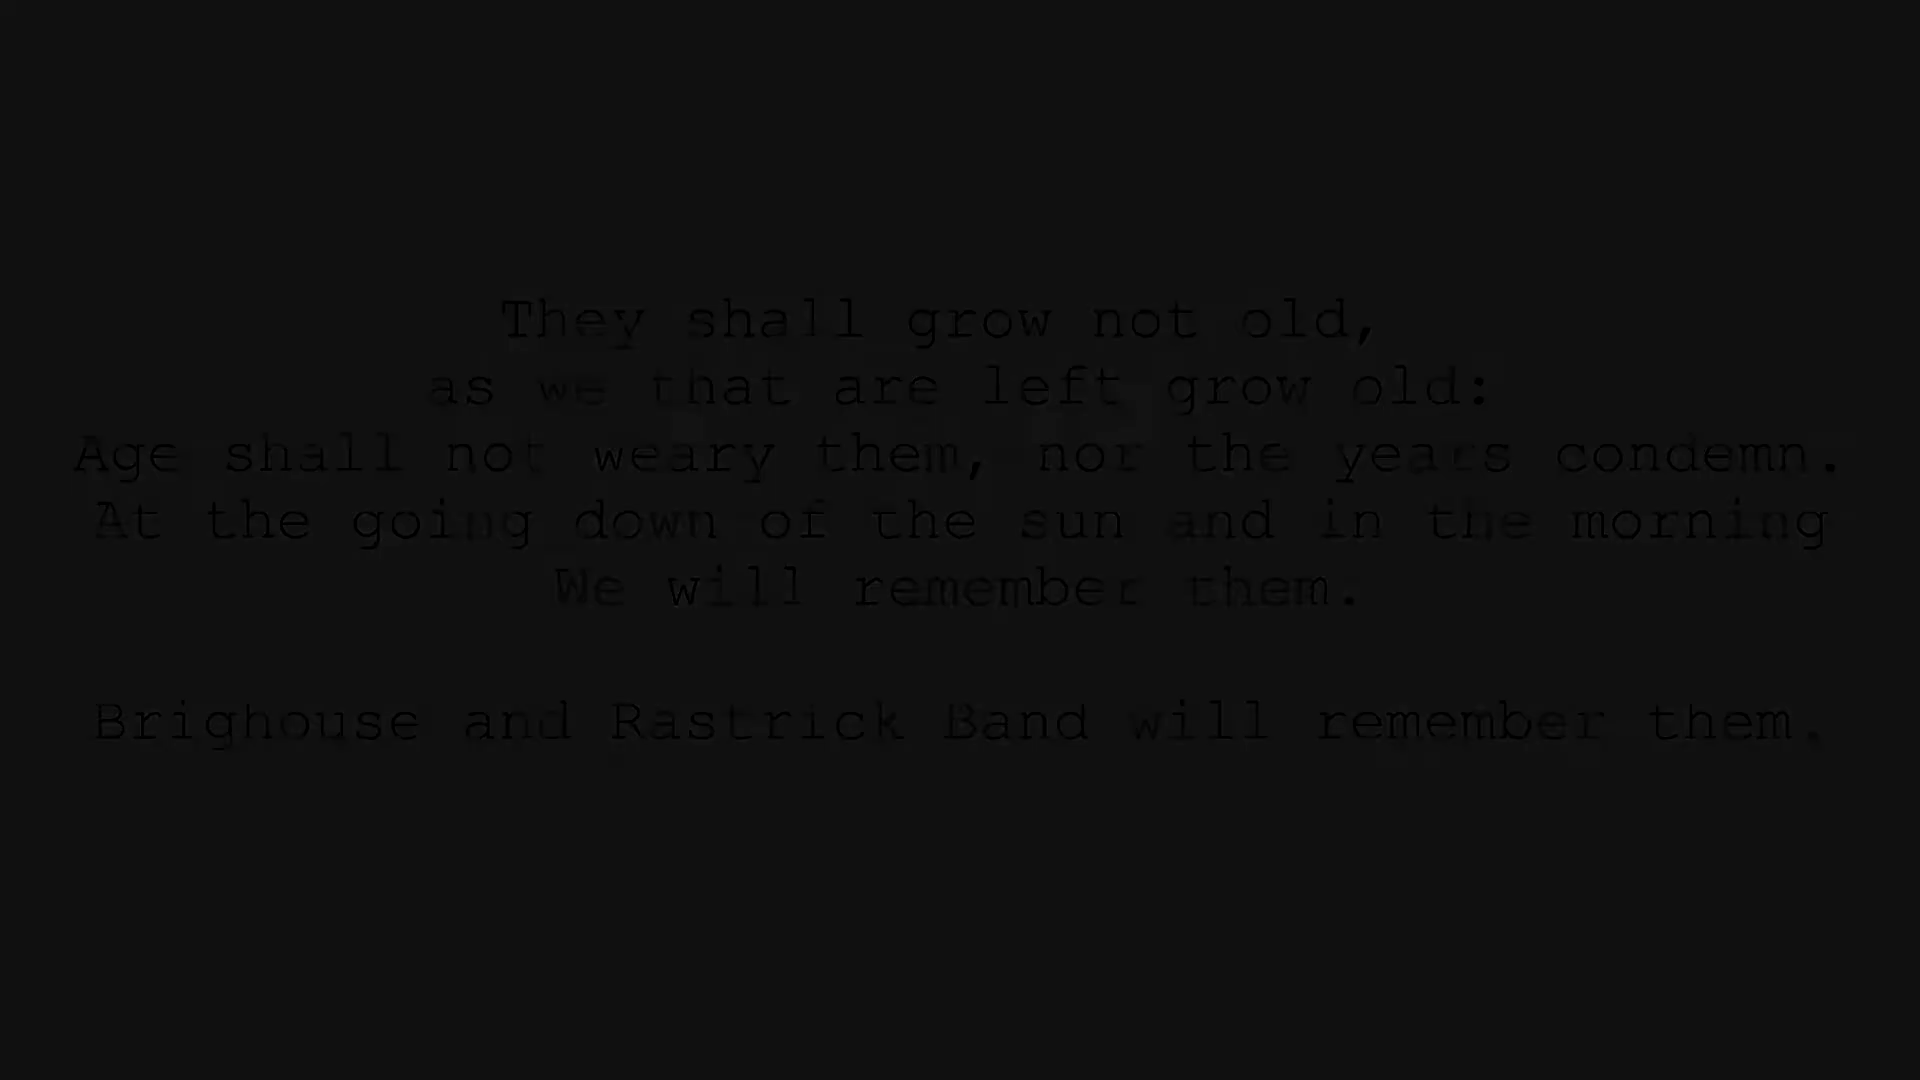 They shall grow not old,
as we that are left grow old:
Age shall not weary them, nor the years condemn.
At the going down of the sun and in the morning
We will remember them.
Brighouse and Rastrick Band will remember them.